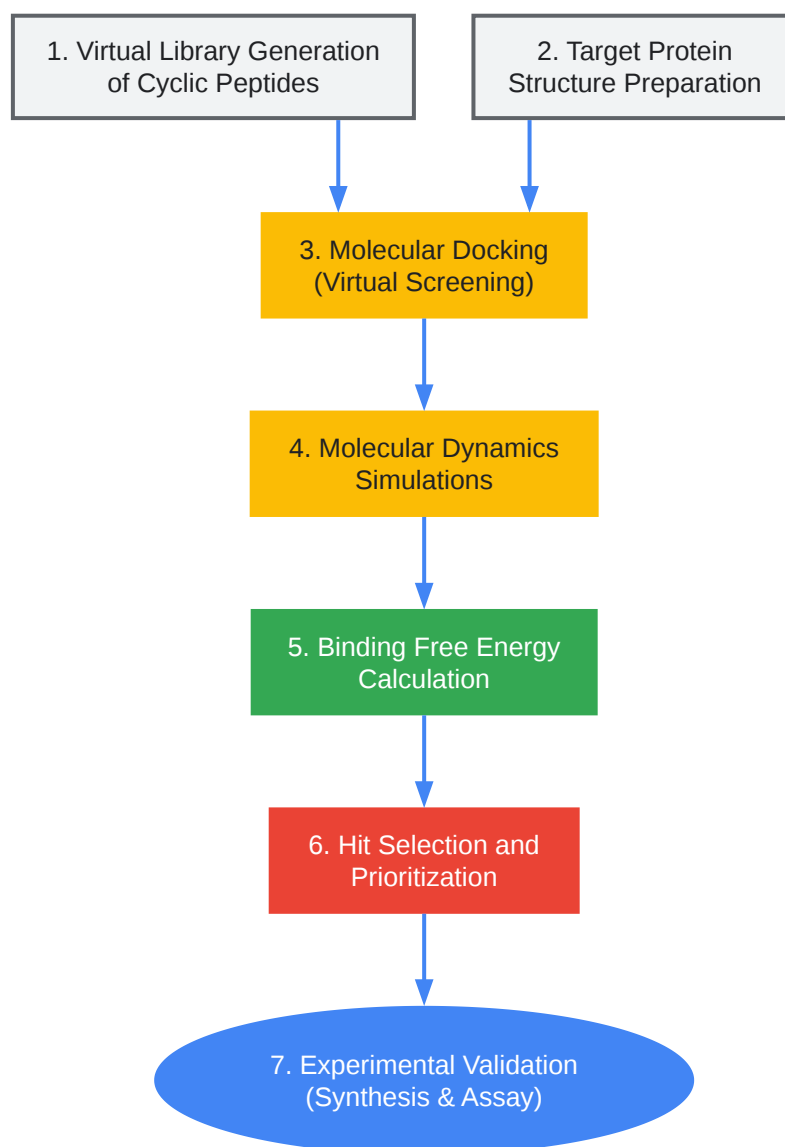 1. Virtual Library Generation
of Cyclic Peptides
2. Target Protein
Structure Preparation
3. Molecular Docking
(Virtual Screening)
4. Molecular Dynamics
Simulations
5. Binding Free Energy
Calculation
6. Hit Selection and
Prioritization
7. Experimental Validation
(Synthesis & Assay)